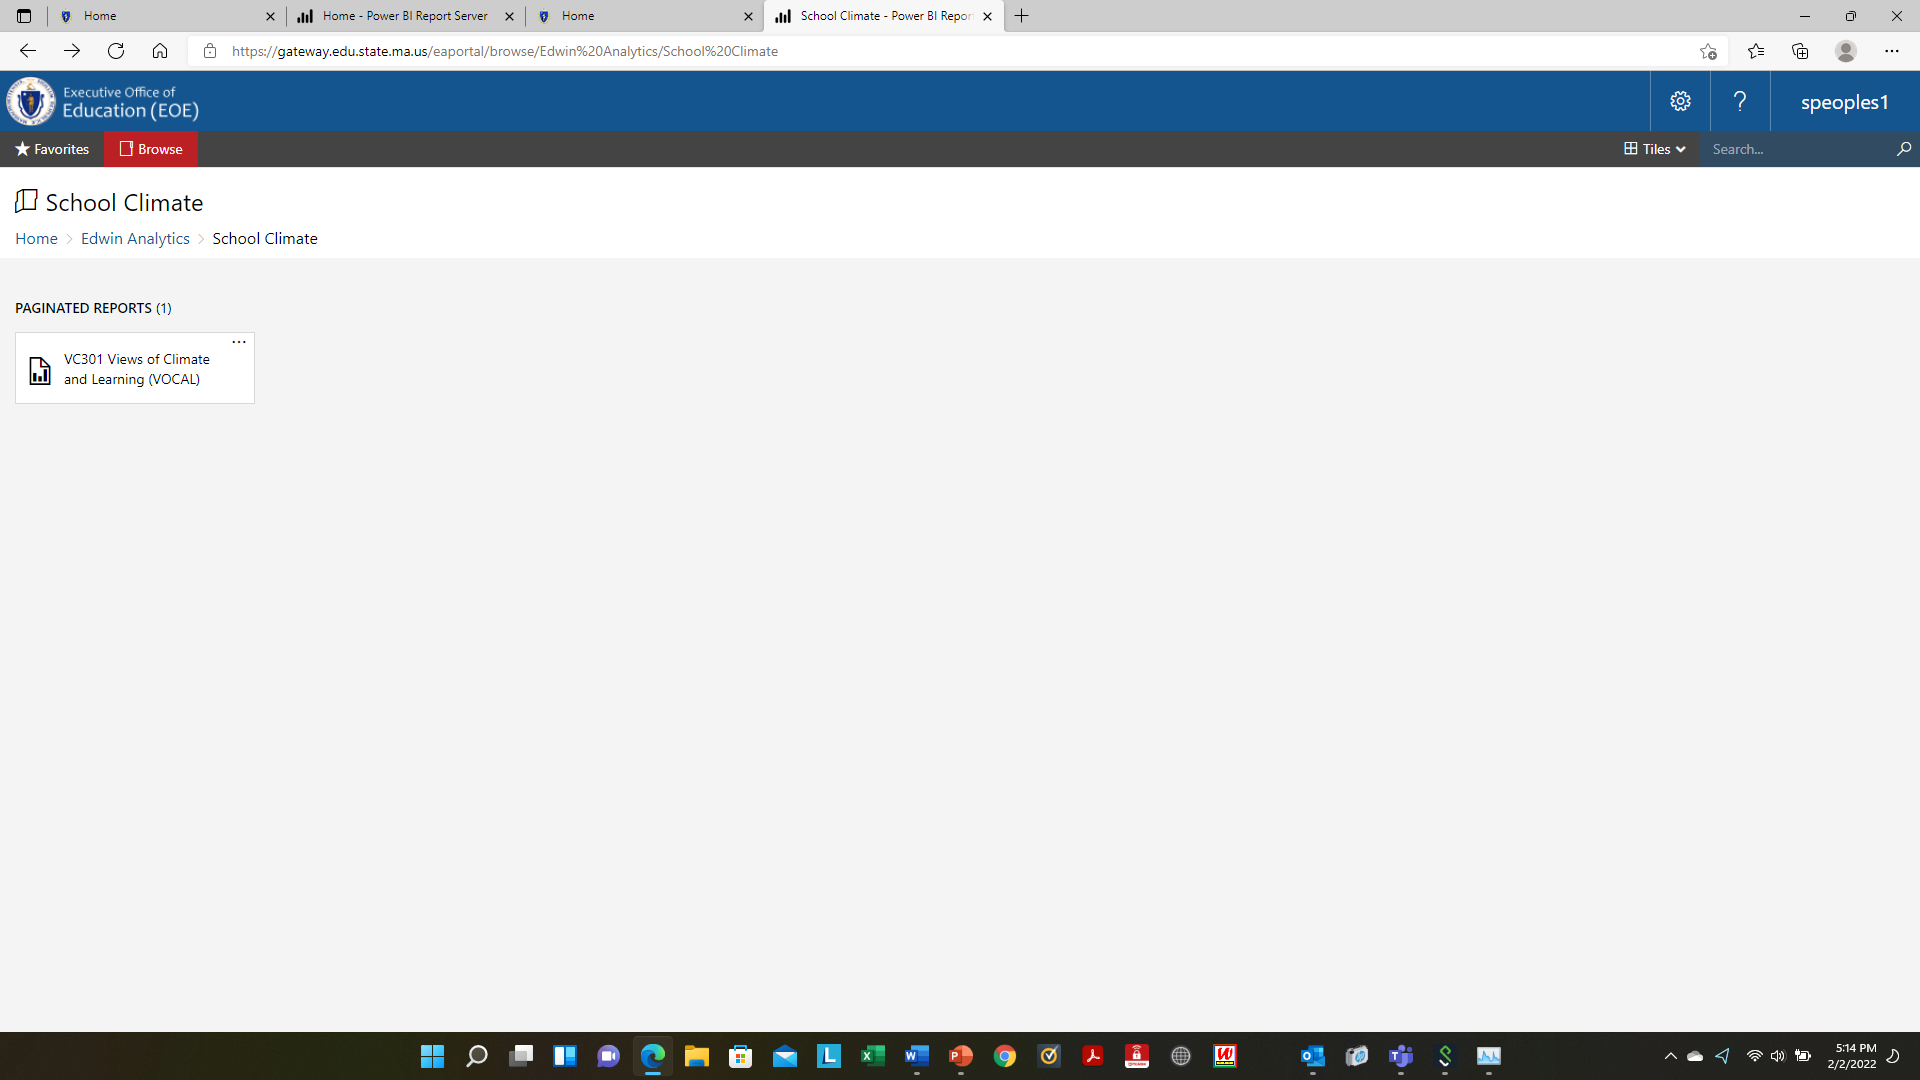 Home
Home - Power BI Report Server
Home
School Climate - Power BI Repor
https://gateway.edu.state.ma.us/eaportal/browse/Edwin%20Analytics/School%20Climate
Executive Office of
Education (EOE)
?
speoples1
Favorites
Browse
Tiles
Search...
School Climate
Home > Edwin Analytics > School Climate
PAGINATED REPORTS (1)
...
VC301 Views of Climate
and Learning (VOCAL)
5:14 PM
2/2/2022